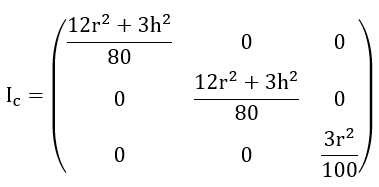 I_c = ( (12r² + 3h²)/80 0 0
0 (12r² + 3h²)/80 0
0 0 3r²/100 )